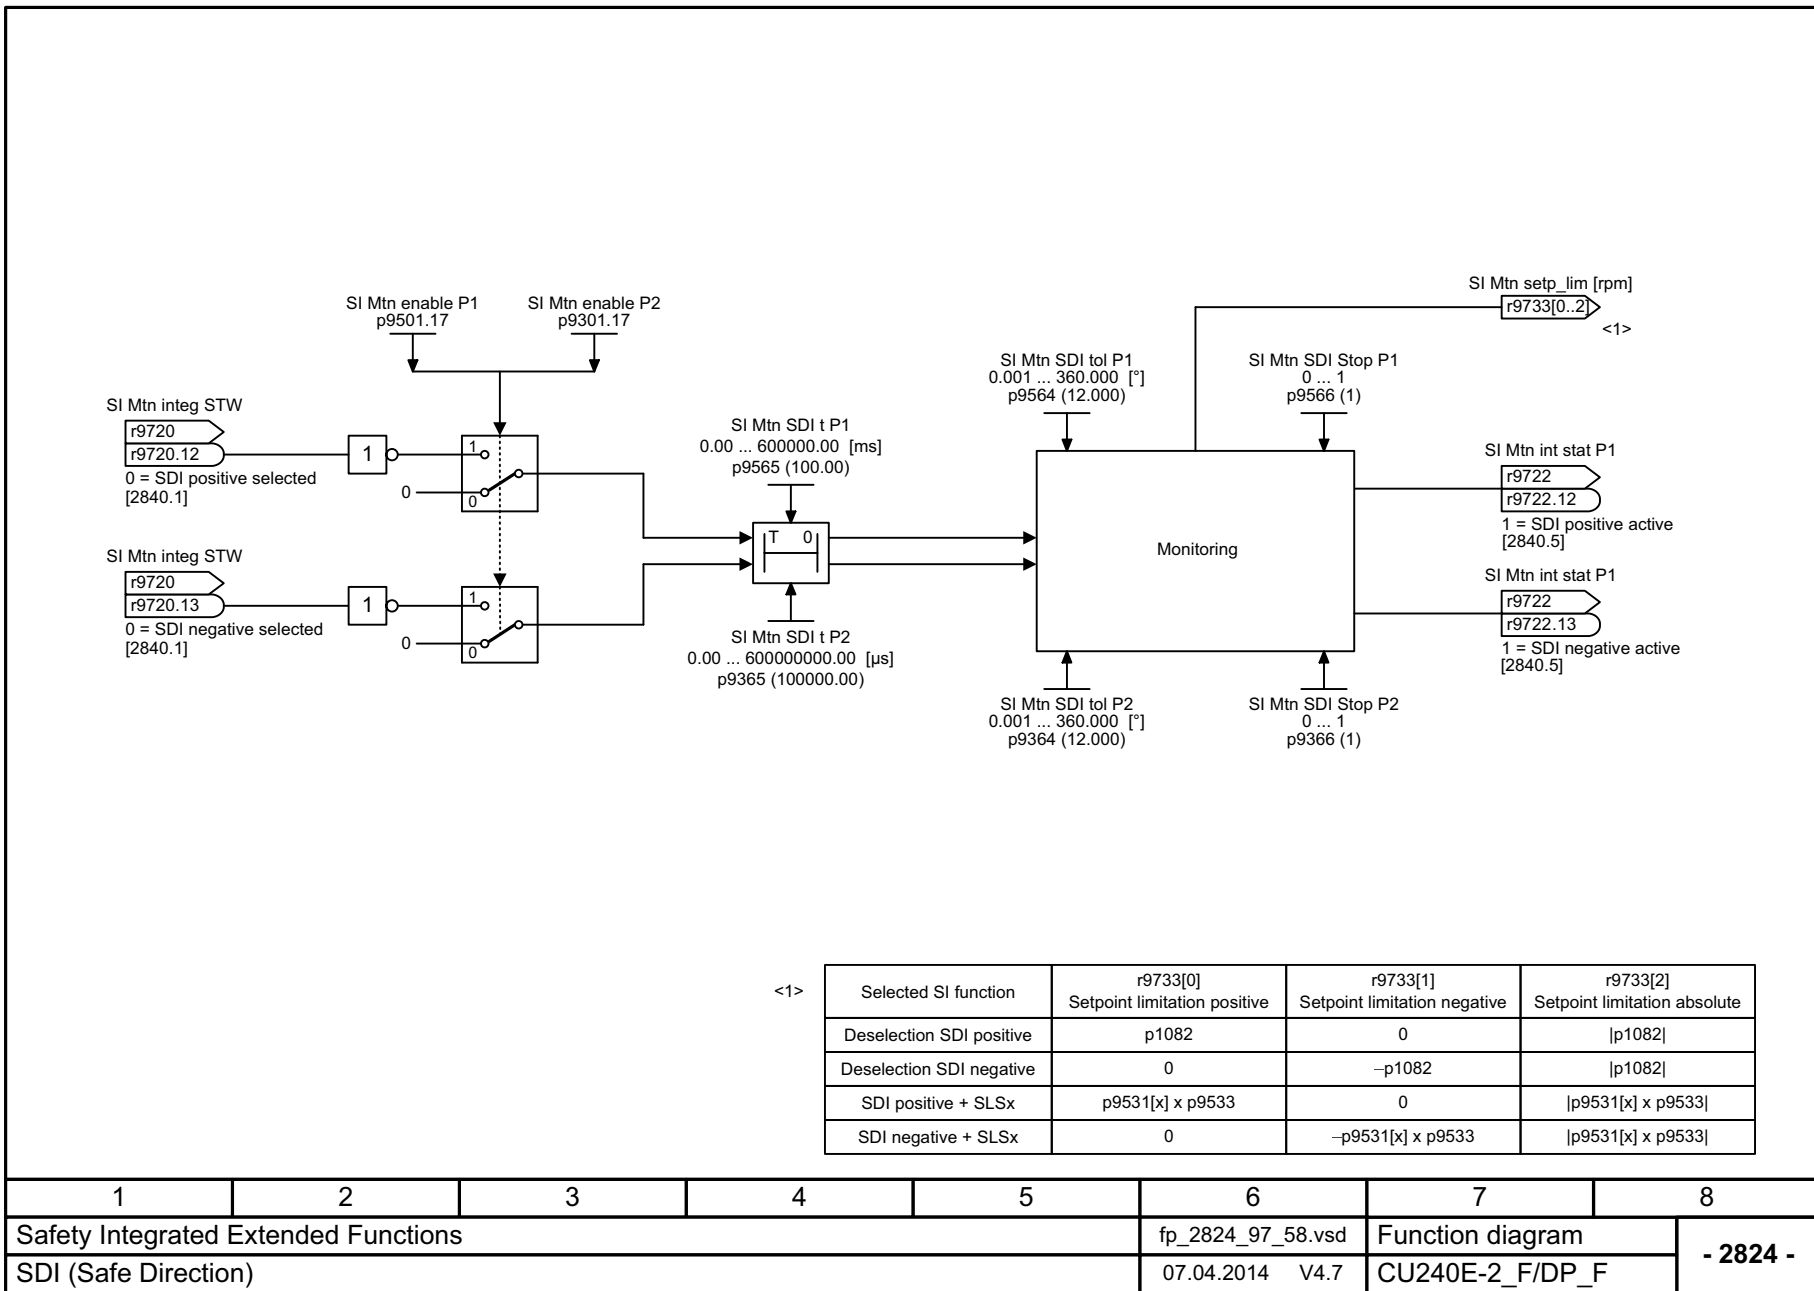 SI Mtn setp_lim [rpm]
r9733[0..2]
<1>
SI Mtn enable P1
p9501.17
SI Mtn enable P2
p9301.17
SI Mtn integ STW
r9720
r9720.12
0 = SDI positive selected
[2840.1]
1
1
0
0
SI Mtn integ STW
r9720
r9720.13
0 = SDI negative selected
[2840.1]
1
1
0
0
SI Mtn SDI t P1
0.00 ... 600000.00 [ms]
p9565 (100.00)
T 0
SI Mtn SDI t P2
0.00 ... 600000000.00 [µs]
p9365 (100000.00)
SI Mtn SDI tol P1
0.001 ... 360.000 [°]
p9564 (12.000)
SI Mtn SDI Stop P1
0 ... 1
p9566 (1)
Monitoring
SI Mtn SDI tol P2
0.001 ... 360.000 [°]
p9364 (12.000)
SI Mtn SDI Stop P2
0 ... 1
p9366 (1)
SI Mtn int stat P1
r9722
r9722.12
1 = SDI positive active
[2840.5]
SI Mtn int stat P1
r9722
r9722.13
1 = SDI negative active
[2840.5]
<1>
Selected SI function
r9733[0]
Setpoint limitation positive
r9733[1]
Setpoint limitation negative
r9733[2]
Setpoint limitation absolute
Deselection SDI positive p1082 0 |p1082|
Deselection SDI negative 0 –p1082 |p1082|
SDI positive + SLSx p9531[x] x p9533 0 |p9531[x] x p9533|
SDI negative + SLSx 0 –p9531[x] x p9533 |p9531[x] x p9533|
1 2 3 4 5 6 7 8
Safety Integrated Extended Functions fp_2824_97_58.vsd Function diagram
- 2824 -
SDI (Safe Direction) 07.04.2014 V4.7 CU240E-2_F/DP_F